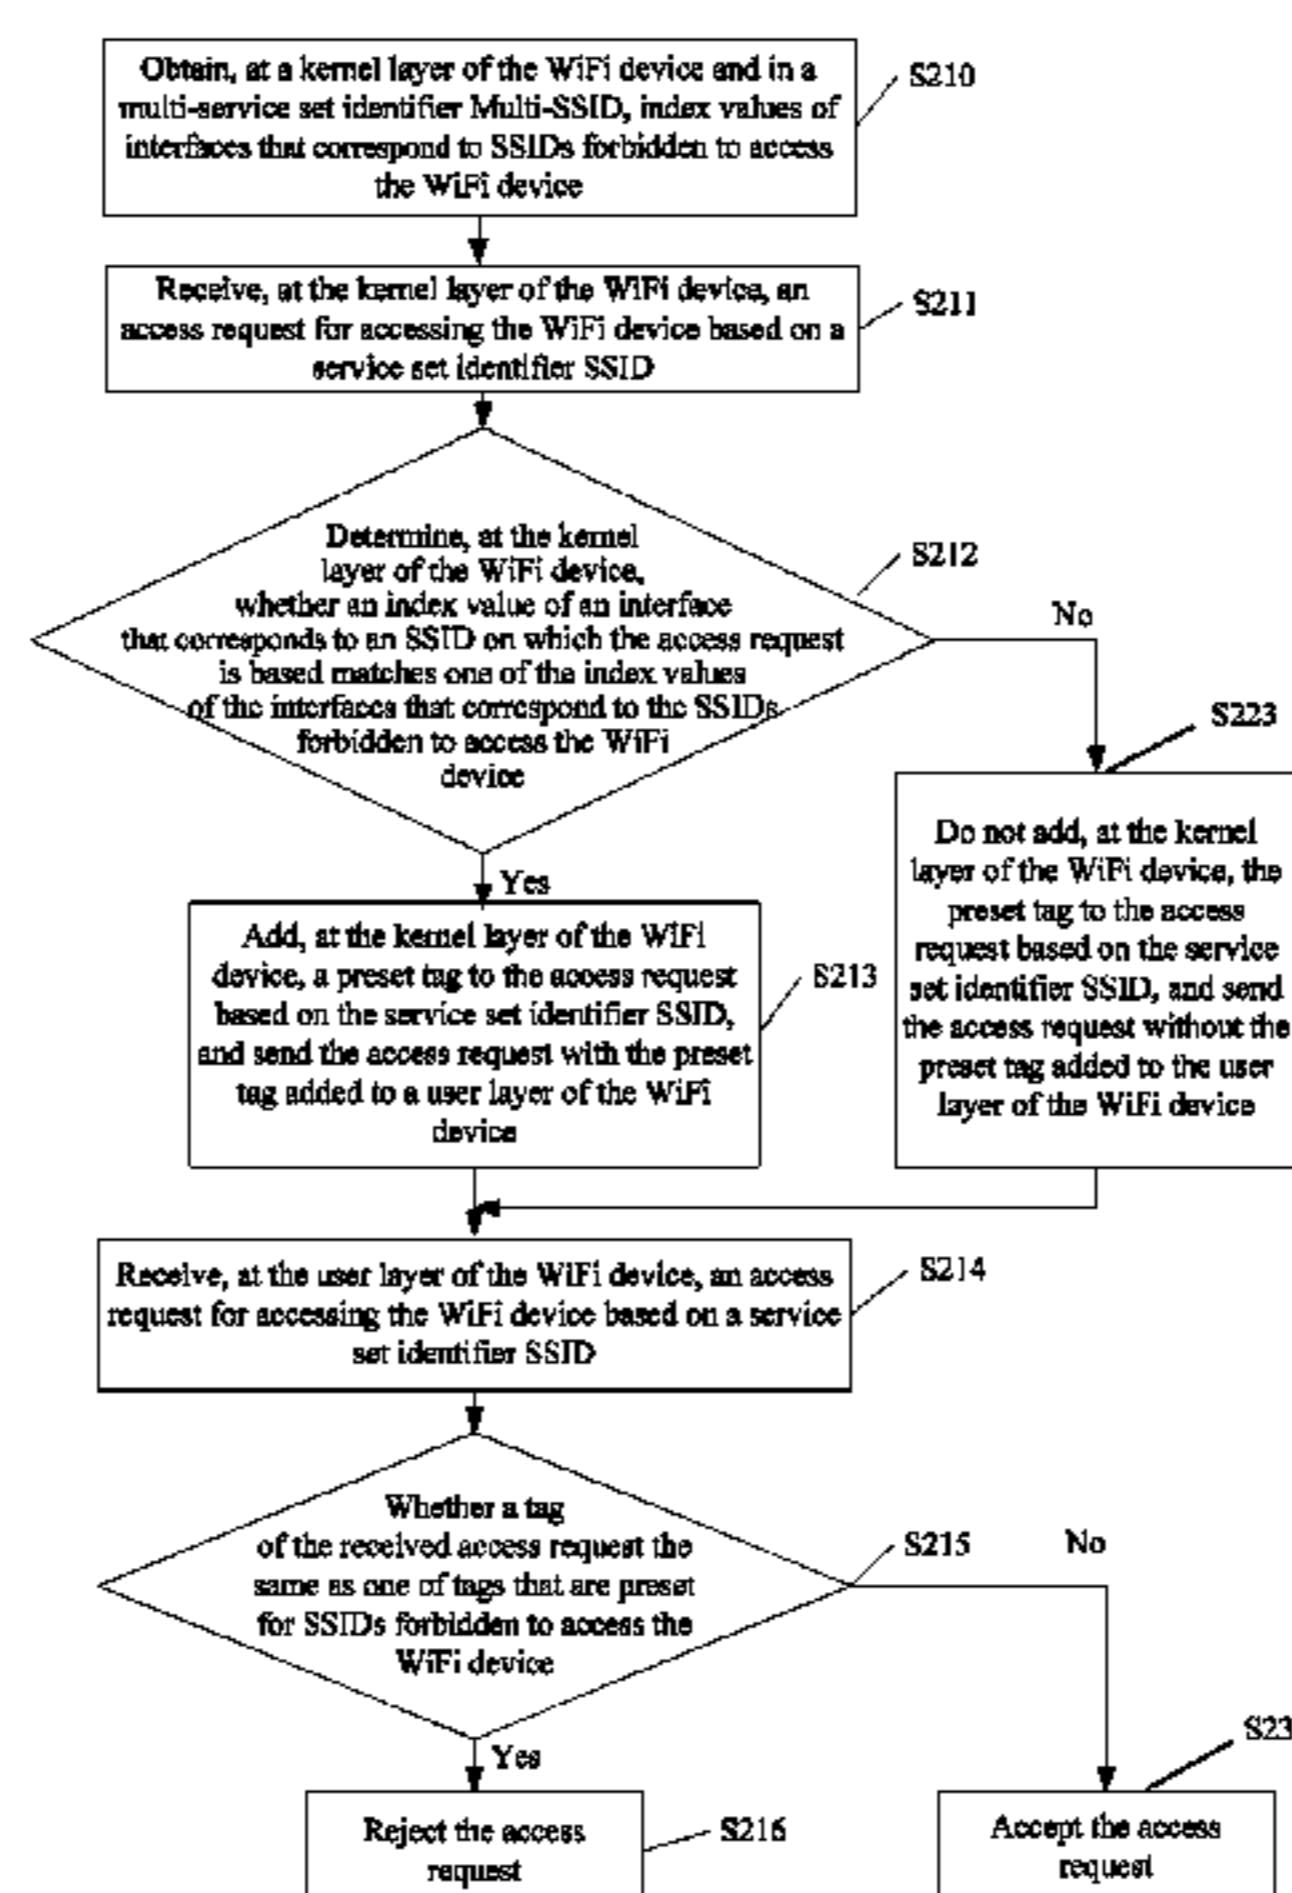 Obtain, at a kernel layer of the WiFi device and in a
multi-service set identifier Multi-SSID, index values of
interfaces that correspond to SSIDs forbidden to access
the WiFi device
S210
Receive, at the kernel layer of the WiFi device, an
access request for accessing the WiFi device based on a
service set identifier SSID
S211
Determine, at the kernel
layer of the WiFi device,
whether an index value of an interface
that corresponds to an SSID on which the access request
is based matches one of the index values
of the interfaces that correspond to the SSIDs
forbidden to access the WiFi
device
S212
No
S223
Do not add, at the kernel
layer of the WiFi device, the
preset tag to the access
request based on the service
set identifier SSID, and send
the access request without the
preset tag added to the user
layer of the WiFi device
Yes
Add, at the kernel layer of the WiFi
device, a preset tag to the access request
based on the service set identifier SSID,
and send the access request with the preset
tag added to a user layer of the WiFi
device
S213
Receive, at the user layer of the WiFi device, an access
request for accessing the WiFi device based on a service
set identifier SSID
S214
Whether a tag
of the received access request the
same as one of tags that are preset
for SSIDs forbidden to access the
WiFi device
S215
No
Yes
Reject the access
request
S216
S23
Accept the access
request